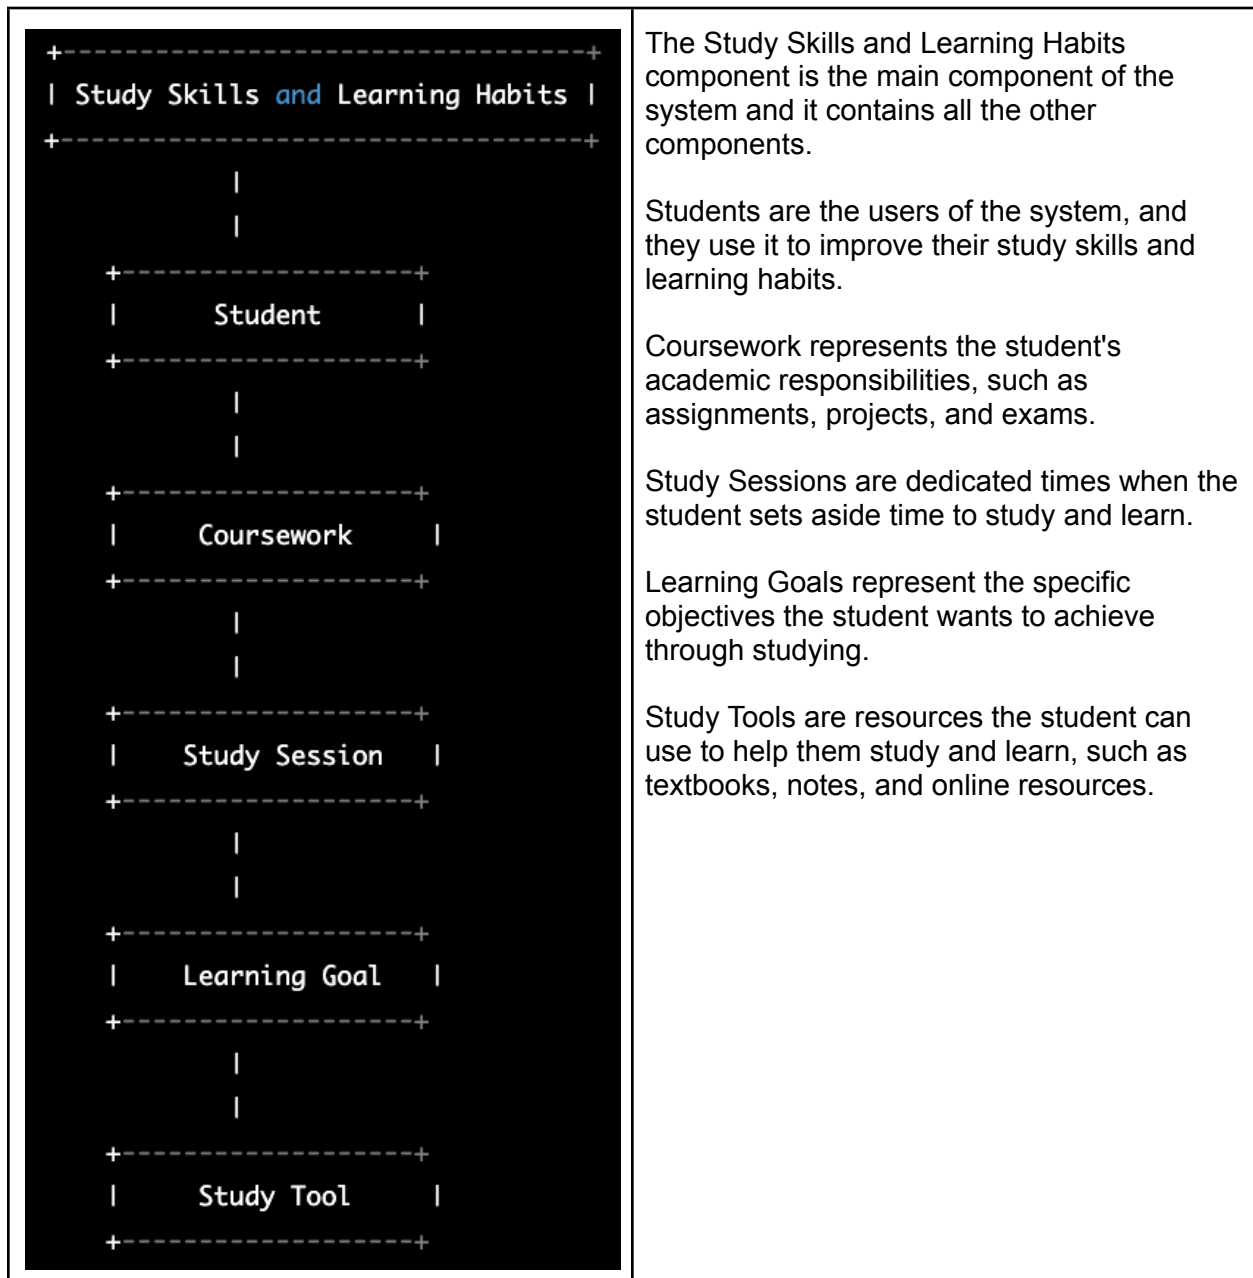 +----------------------------------+
| Study Skills and Learning Habits |
+----------------------------------+
|
|
+-------------------+
| Student |
+-------------------+
|
|
+-------------------+
| Coursework |
+-------------------+
|
|
+-------------------+
| Study Session |
+-------------------+
|
|
+-------------------+
| Learning Goal |
+-------------------+
|
|
+-------------------+
| Study Tool |
+-------------------+
The Study Skills and Learning Habits
component is the main component of the
system and it contains all the other
components.
Students are the users of the system, and
they use it to improve their study skills and
learning habits.
Coursework represents the student's
academic responsibilities, such as
assignments, projects, and exams.
Study Sessions are dedicated times when the
student sets aside time to study and learn.
Learning Goals represent the specific
objectives the student wants to achieve
through studying.
Study Tools are resources the student can
use to help them study and learn, such as
textbooks, notes, and online resources.